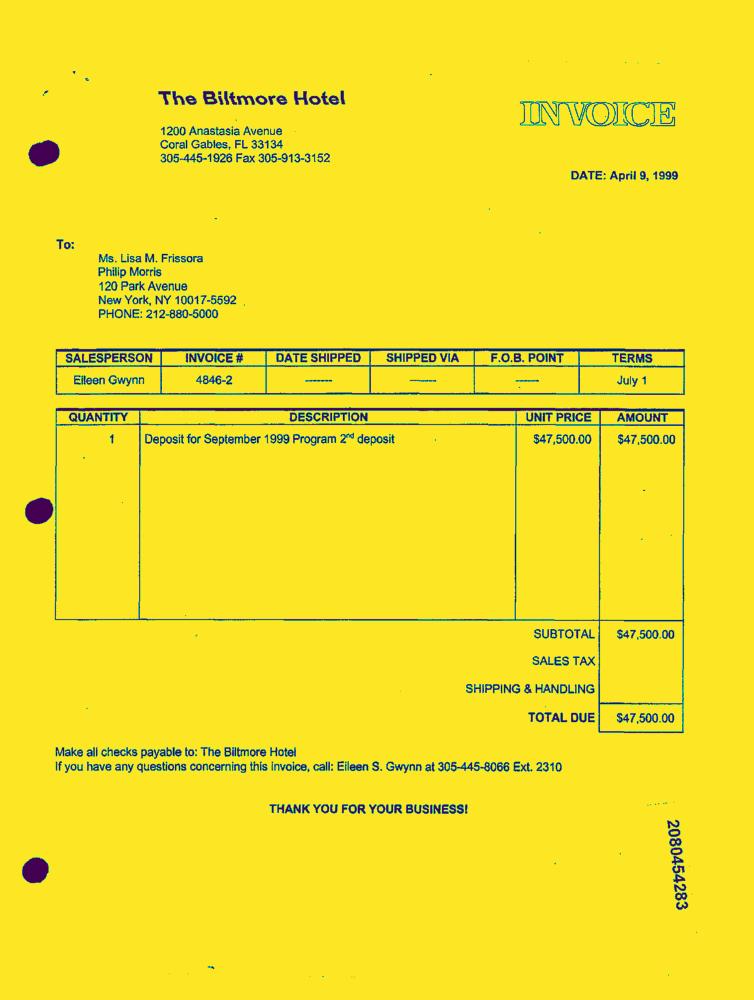 The Biltmore Hotel
INVOICE
1200 Anastasia Avenue
Coral Gables, FL 33134
305-445-1926 Fax 305-913-3152
DATE: April 9, 1999
To:
Ms. Lisa M. Frissora
Philip Morris
120 Park Avenue
New York, NY 10017-5592
PHONE: 212-880-5000
SALESPERSON INVOICE # DATE SHIPPED SHIPPED VIA F.O.B. POINT TERMS
Eileen Gwynn 4846-2 ------ ------ ------ July 1
QUANTITY DESCRIPTION UNIT PRICE AMOUNT
1 Deposit for September 1999 Program 2nd deposit $47,500.00 $47,500.00
SUBTOTAL $47,500.00
SALES TAX
SHIPPING & HANDLING
TOTAL DUE $47,500.00
Make all checks payable to: The Biltmore Hotel
If you have any questions concerning this invoice, call: Eileen S. Gwynn at 305-445-8066 Ext. 2310
THANK YOU FOR YOUR BUSINESS!
2080454283